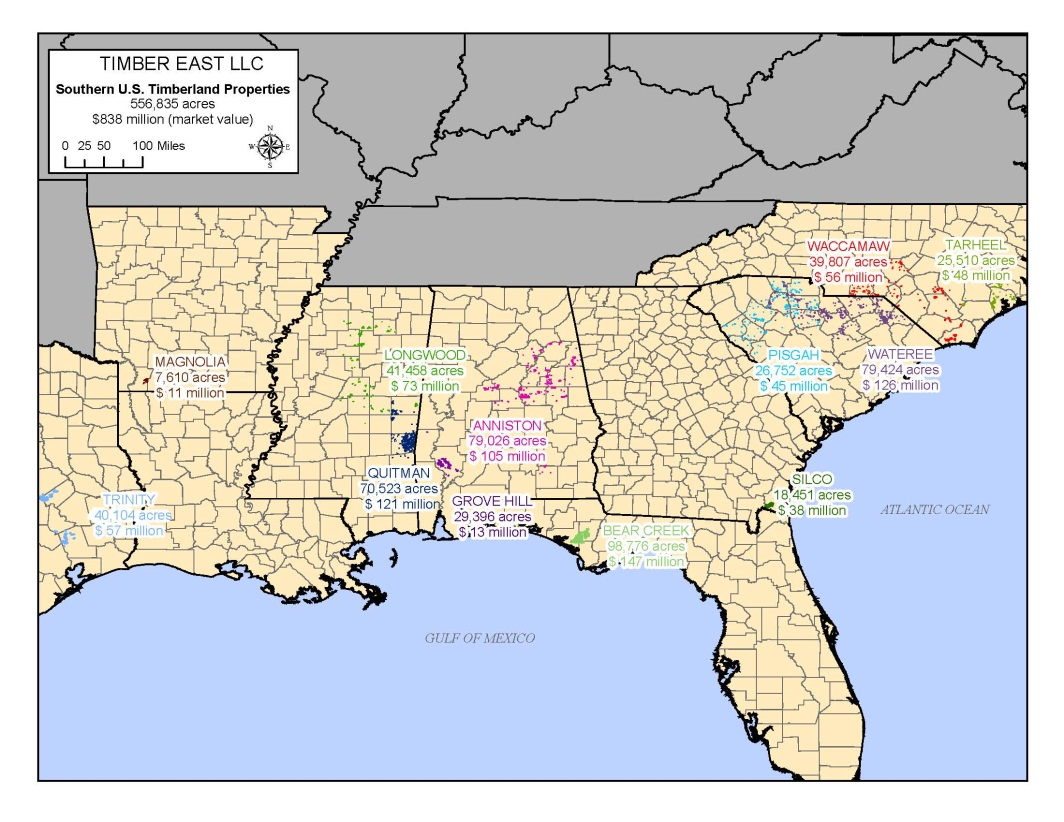 TIMBER EAST LLC
Southern U.S. Timberland Properties
556,835 acres
$838 million (market value)
0 25 50 100 Miles
N
W E
S
WACCAMAW
39,807 acres
$ 56 million
TARHEEL
25,510 acres
$ 48 million
MAGNOLIA
7,610 acres
$ 11 million
LONGWOOD
41,458 acres
$ 73 million
PISGAH
26,752 acres
$ 45 million
WATEREE
79,424 acres
$ 126 million
ANNISTON
79,026 acres
$ 105 million
QUITMAN
70,523 acres
$ 121 million
SILCO
18,451 acres
$ 38 million
TRINITY
40,104 acres
$ 57 million
GROVE HILL
29,396 acres
$ 13 million
BEAR CREEK
98,776 acres
$ 147 million
ATLANTIC OCEAN
GULF OF MEXICO